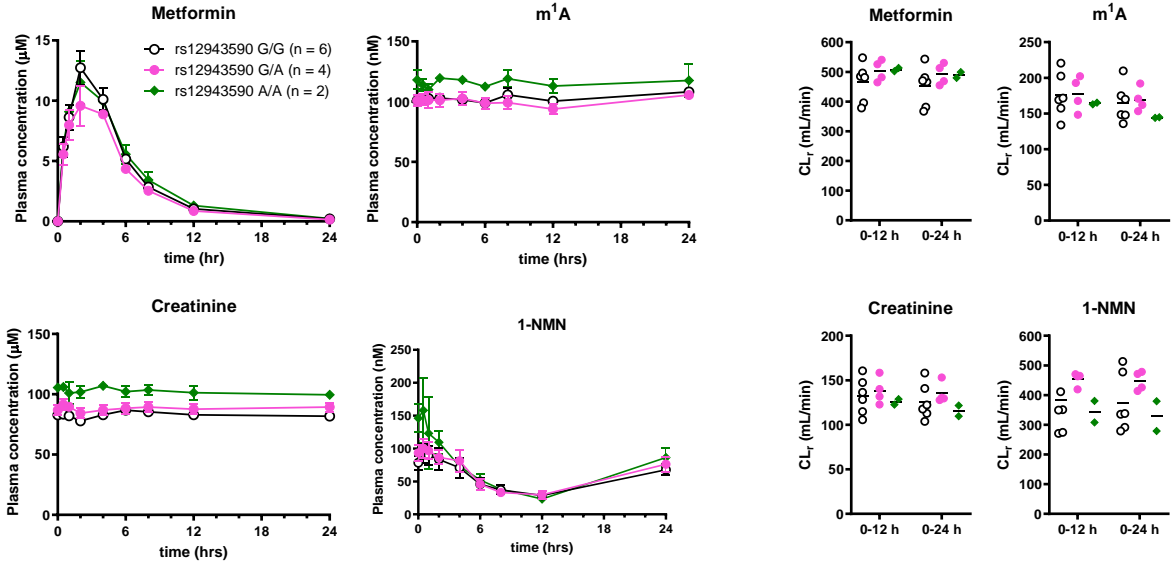 Metformin
Plasma concentration (µM)
15
10
5
0
0 6 12 18 24
time (hr)
rs12943590 G/G (n = 6)
rs12943590 G/A (n = 4)
rs12943590 A/A (n = 2)
m¹A
Plasma concentration (nM)
150
100
50
0
0 6 12 18 24
time (hrs)
Metformin
CLr (mL/min)
600
500
400
300
200
100
0
0-12 h 0-24 h
m¹A
CLr (mL/min)
250
200
150
100
50
0
0-12 h 0-24 h
Creatinine
Plasma concentration (µM)
150
100
50
0
0 6 12 18 24
time (hrs)
1-NMN
Plasma concentration (nM)
250
200
150
100
50
0
0 6 12 18 24
time (hrs)
Creatinine
CLr (mL/min)
200
150
100
50
0
0-12 h 0-24 h
1-NMN
CLr (mL/min)
600
500
400
300
200
100
0
0-12 h 0-24 h